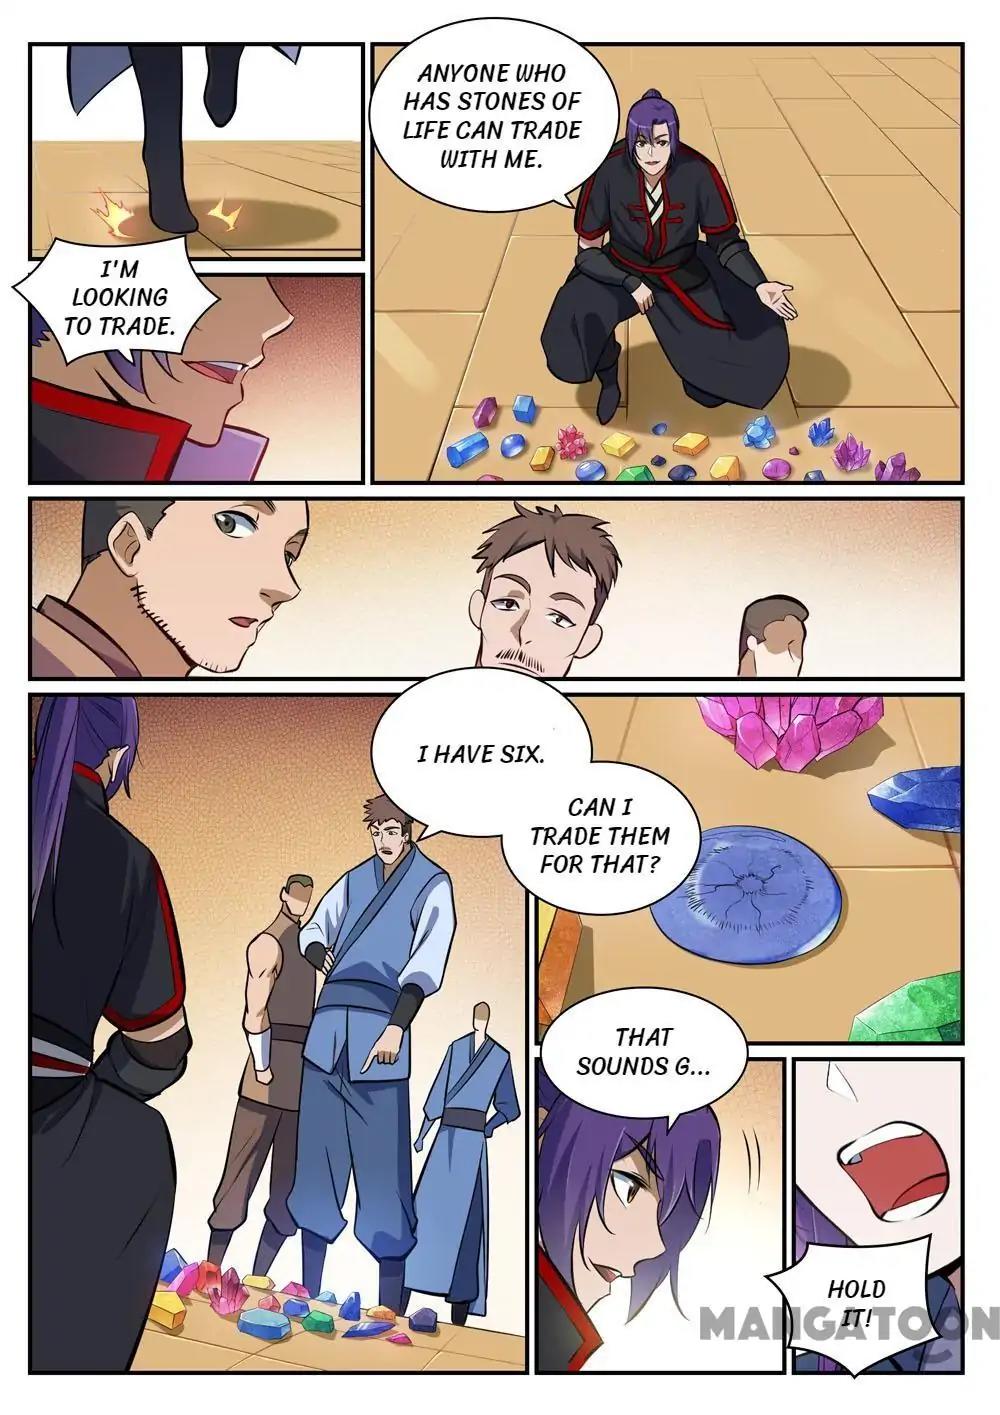 I'M
LOOKING
TO TRADE.
ANYONE WHO
HAS STONES OF
LIFE CAN TRADE
WITH ME.
I HAVE SIX.
CAN I
TRADE THEM
FOR THAT?
THAT
SOUNDS G...
HOLD
IT!
MANGATOON